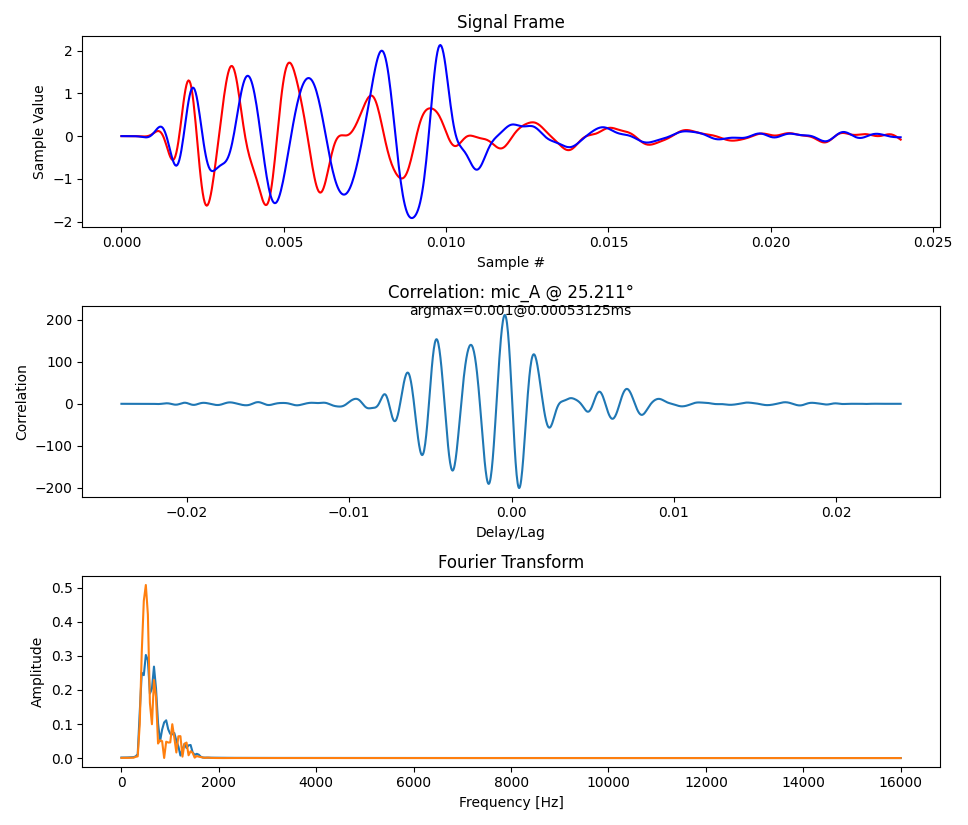 Signal Frame
Sample Value
2
1
0
−1
−2
0.000 0.005 0.010 0.015 0.020 0.025
Sample #
Correlation: mic_A @ 25.211°
argmax=0.001@0.00053125ms
Correlation
200
100
0
−100
−200
−0.02 −0.01 0.00 0.01 0.02
Delay/Lag
Fourier Transform
Amplitude
0.5
0.4
0.3
0.2
0.1
0.0
0 2000 4000 6000 8000 10000 12000 14000 16000
Frequency [Hz]